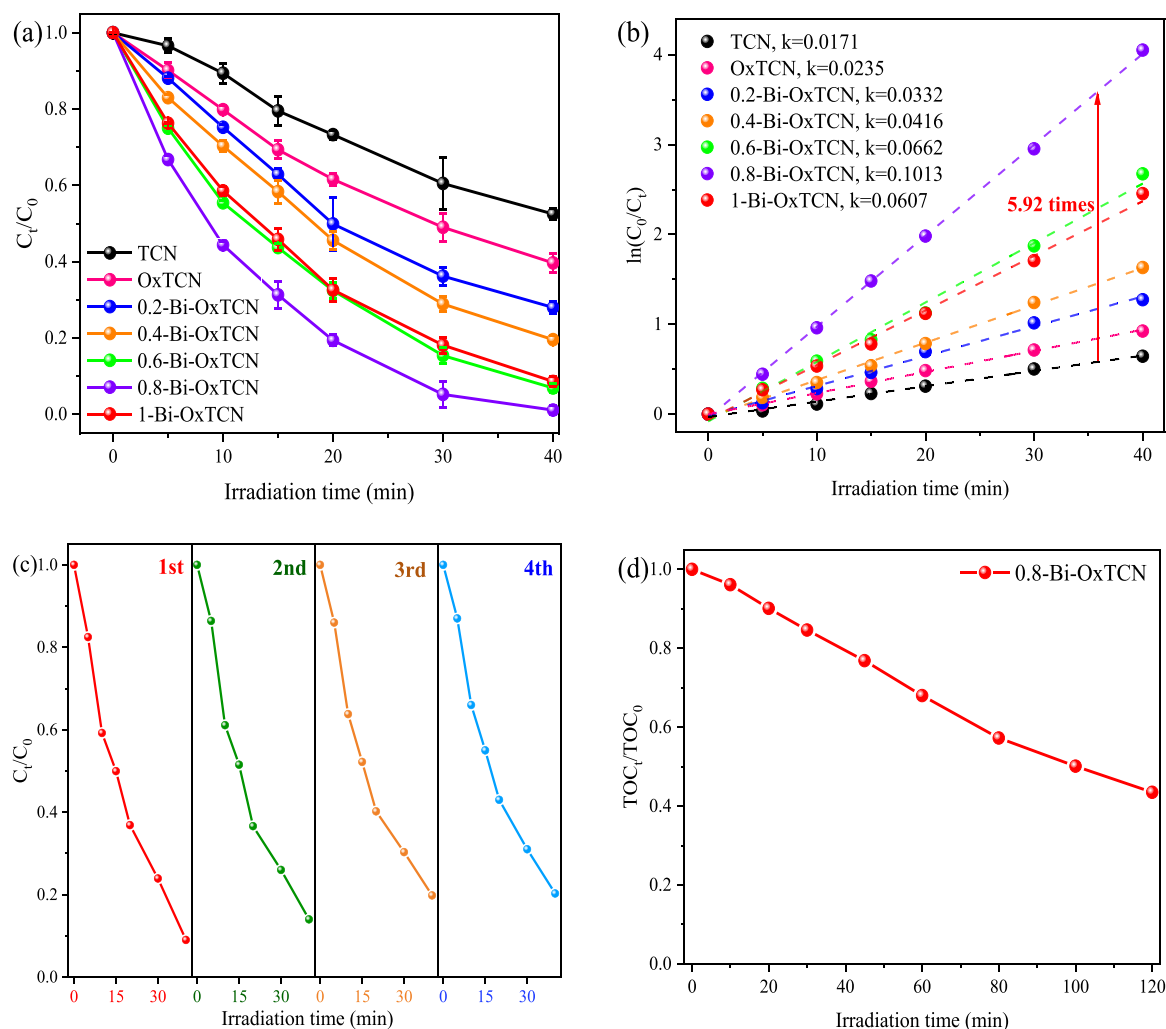 (a)
1.0
0.8
0.6
0.4
0.2
0.0
C_t/C_0
TCN
OxTCN
0.2-Bi-OxTCN
0.4-Bi-OxTCN
0.6-Bi-OxTCN
0.8-Bi-OxTCN
1-Bi-OxTCN
0 10 20 30 40
Irradiation time (min)
(b)
4
3
2
1
0
ln(C_0/C_t)
TCN, k=0.0171
OxTCN, k=0.0235
0.2-Bi-OxTCN, k=0.0332
0.4-Bi-OxTCN, k=0.0416
0.6-Bi-OxTCN, k=0.0662
0.8-Bi-OxTCN, k=0.1013
1-Bi-OxTCN, k=0.0607
5.92 times
0 10 20 30 40
Irradiation time (min)
(c)
1.0
0.8
0.6
0.4
0.2
0.0
C_t/C_0
1st 2nd 3rd 4th
0 15 30 0 15 30 0 15 30 0 15 30
Irradiation time (min)
(d)
1.0
0.8
0.6
0.4
0.2
0.0
TOC_t/TOC_0
0.8-Bi-OxTCN
0 20 40 60 80 100 120
Irradiation time (min)